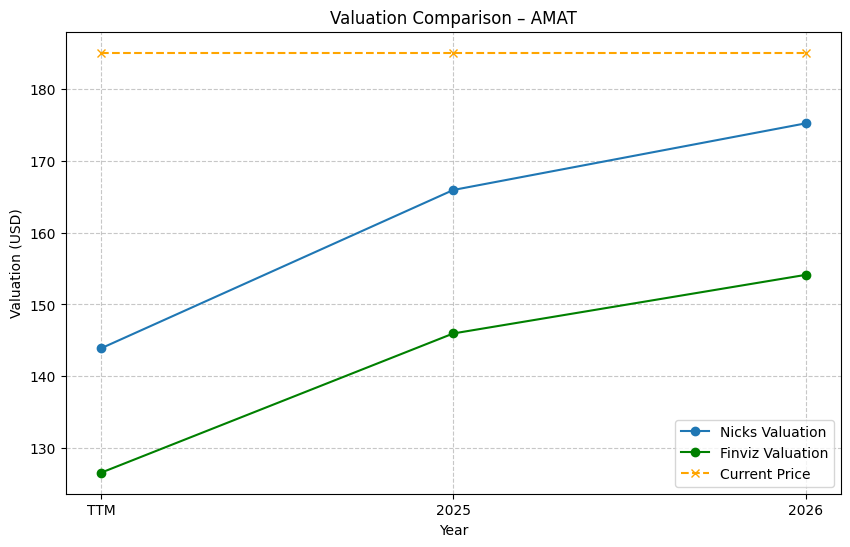 Valuation Comparison – AMAT
Valuation (USD)
180
170
160
150
140
130
TTM
2025
2026
Year
Nicks Valuation
Finviz Valuation
Current Price